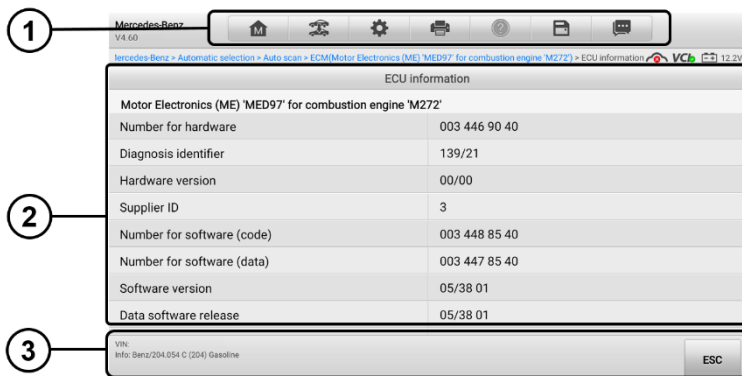 1
Mercedes-Benz
V4.60
M
?
lercedes-Benz > Automatic selection > Auto scan > ECM(Motor Electronics (ME) 'MED97' for combustion engine 'M272') > ECU information VCI 12.2V
ECU information
2
Motor Electronics (ME) 'MED97' for combustion engine 'M272'
Number for hardware 003 446 90 40
Diagnosis identifier 139/21
Hardware version 00/00
Supplier ID 3
Number for software (code) 003 448 85 40
Number for software (data) 003 447 85 40
Software version 05/38 01
Data software release 05/38 01
3
VIN:
Info: Benz/204.054 C (204) Gasoline
ESC